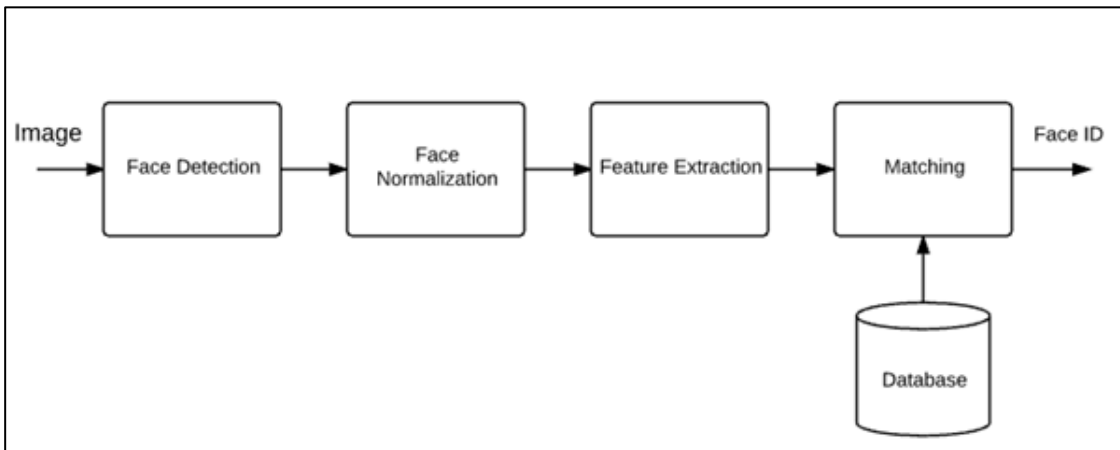 Image
Face Detection
Face
Normalization
Feature Extraction
Matching
Face ID
Database